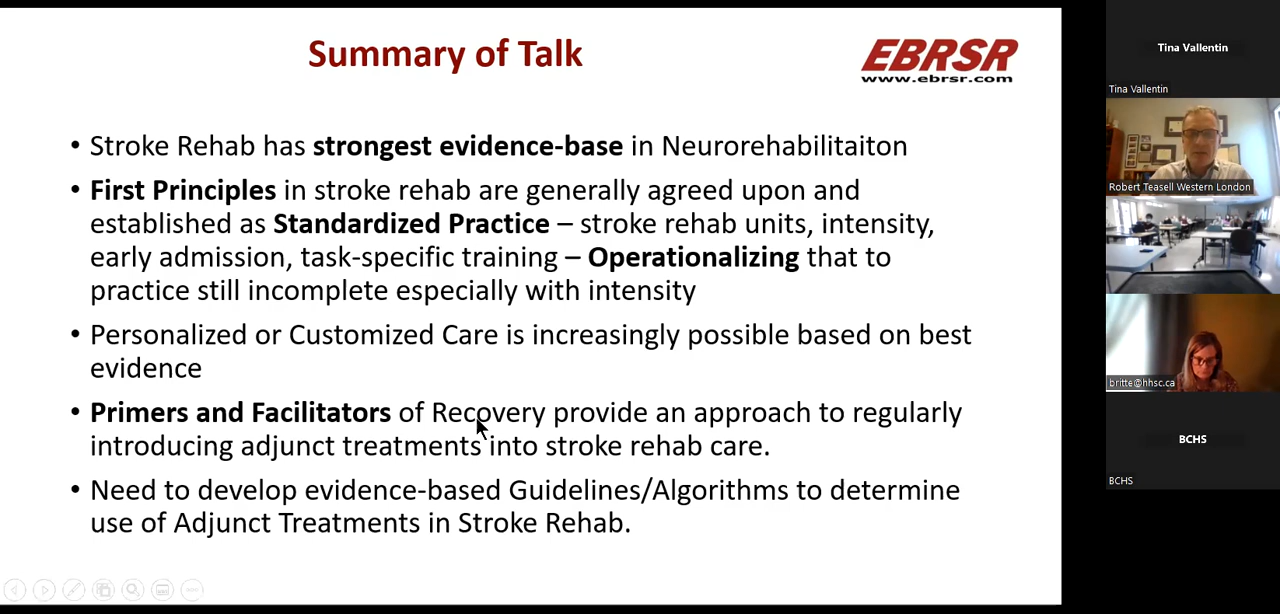 Summary of Talk
EBRSR
www.ebrsr.com
• Stroke Rehab has strongest evidence-base in Neurorehabilitaiton
• First Principles in stroke rehab are generally agreed upon and
established as Standardized Practice – stroke rehab units, intensity,
early admission, task-specific training – Operationalizing that to
practice still incomplete especially with intensity
• Personalized or Customized Care is increasingly possible based on best
evidence
• Primers and Facilitators of Recovery provide an approach to regularly
introducing adjunct treatments into stroke rehab care.
• Need to develop evidence-based Guidelines/Algorithms to determine
use of Adjunct Treatments in Stroke Rehab.
Tina Vallentin
Tina Vallentin
Robert Teasell Western London
britte@hhsc.ca
BCHS
BCHS